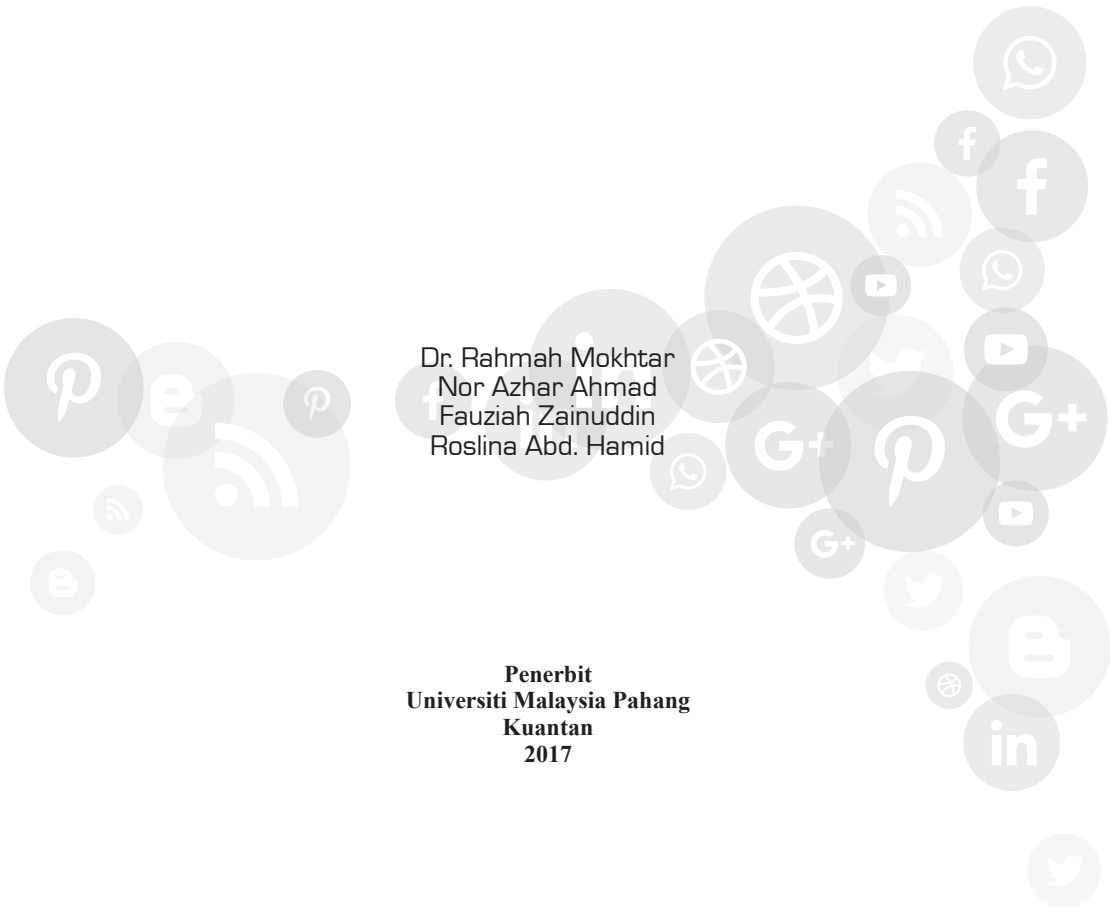 Dr. Rahmah Mokhtar
Nor Azhar Ahmad
Fauziah Zainuddin
Roslina Abd. Hamid
Penerbit
Universiti Malaysia Pahang
Kuantan
2017